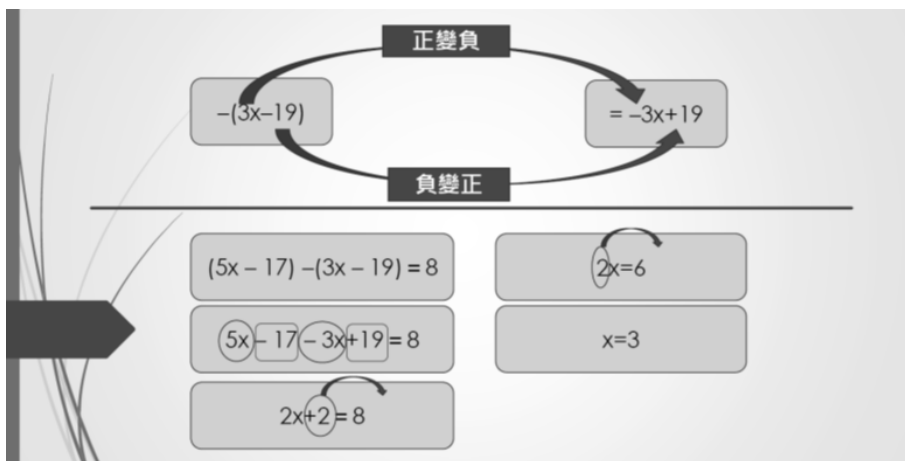 正變負
–(3x–19)
= –3x+19
負變正
(5x – 17) –(3x – 19) = 8
5x – 17 – 3x+19 = 8
2x+2 = 8
2x=6
x=3